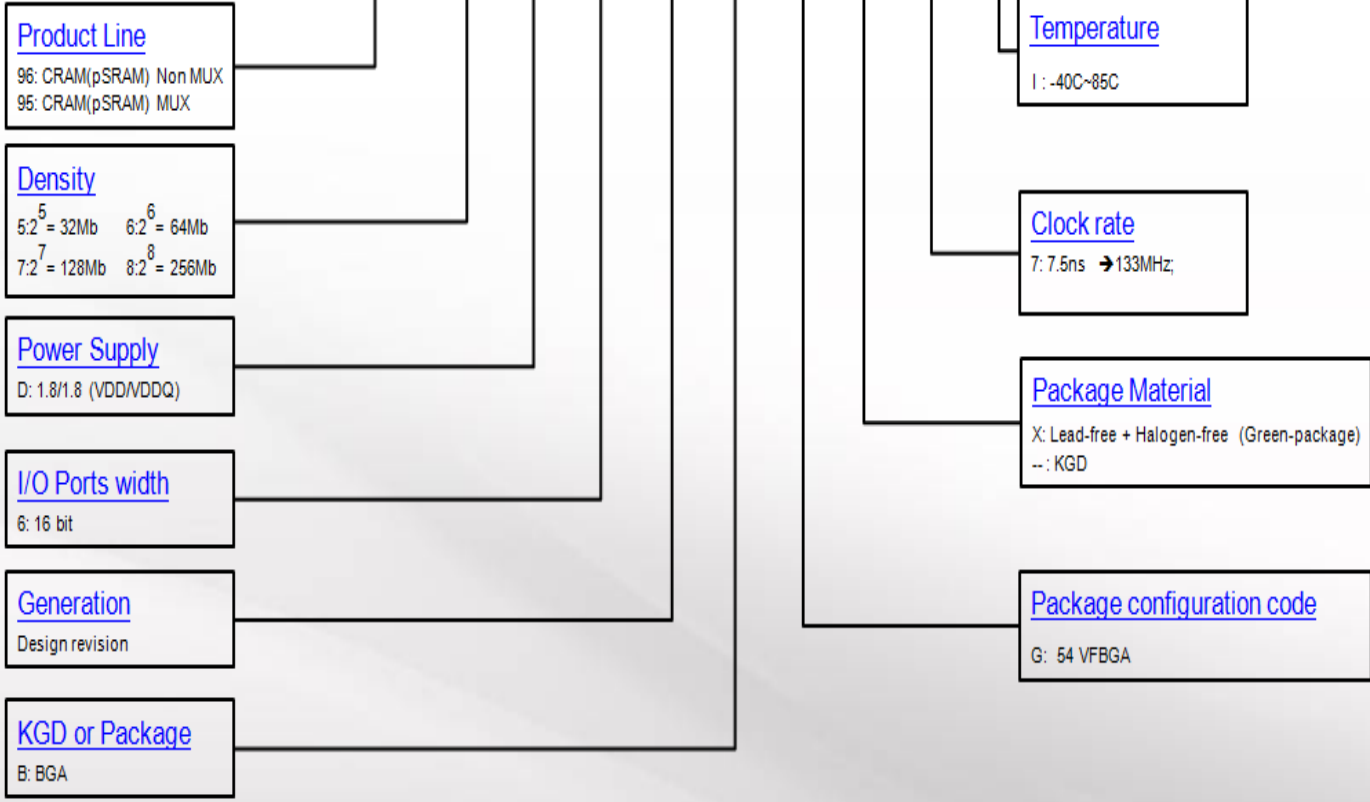 Product Line
96: CRAM(pSRAM) Non MUX
95: CRAM(pSRAM) MUX
Density
5:2^5 = 32Mb 6:2^6 = 64Mb
7:2^7 = 128Mb 8:2^8 = 256Mb
Power Supply
D: 1.8/1.8 (VDD/VDDQ)
I/O Ports width
6: 16 bit
Generation
Design revision
KGD or Package
B: BGA
Temperature
I : -40C~85C
Clock rate
7: 7.5ns ➔133MHz;
Package Material
X: Lead-free + Halogen-free (Green-package)
-- : KGD
Package configuration code
G: 54 VFBGA